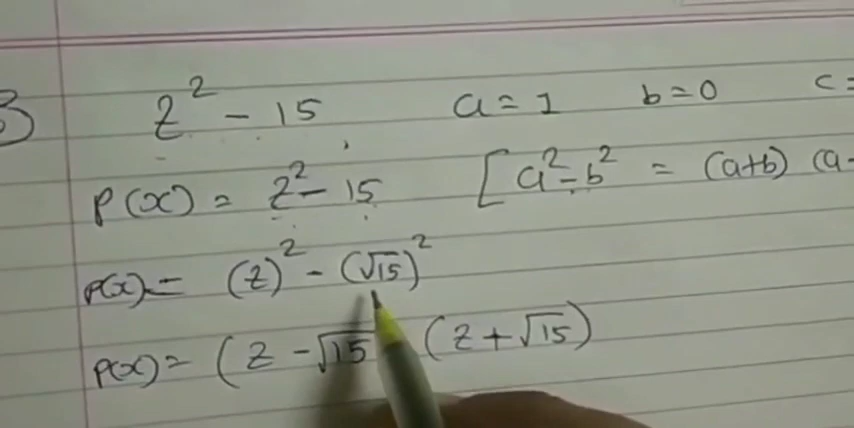 3) z² - 15 a = 1 b = 0 c =
P(x) = z² - 15 [a² - b² = (a+b) (a-
P(x) = (z)² - (√15)²
P(x) = (z - √15 (z + √15)